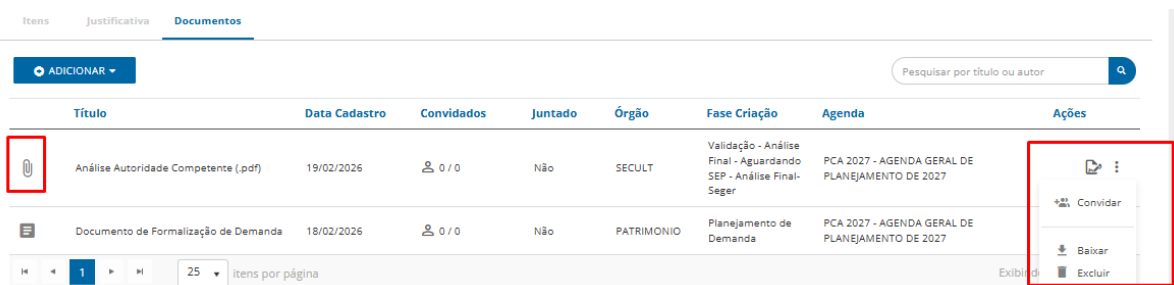 Itens Justificativa Documentos
ADICIONAR
Pesquisar por título ou autor
Título Data Cadastro Convidados Juntado Órgão Fase Criação Agenda Ações
Validação - Análise
Final - Aguardando
SEP - Análise Final-
Seger
Análise Autoridade Competente (.pdf) 19/02/2026 0 / 0 Não SECULT
PCA 2027 - AGENDA GERAL DE
PLANEJAMENTO DE 2027
Convidar
Documento de Formalização de Demanda 18/02/2026 0 / 0 Não PATRIMONIO
Planejamento de
Demanda
PCA 2027 - AGENDA GERAL DE
PLANEJAMENTO DE 2027
Baixar
1 25 itens por página
Excluir